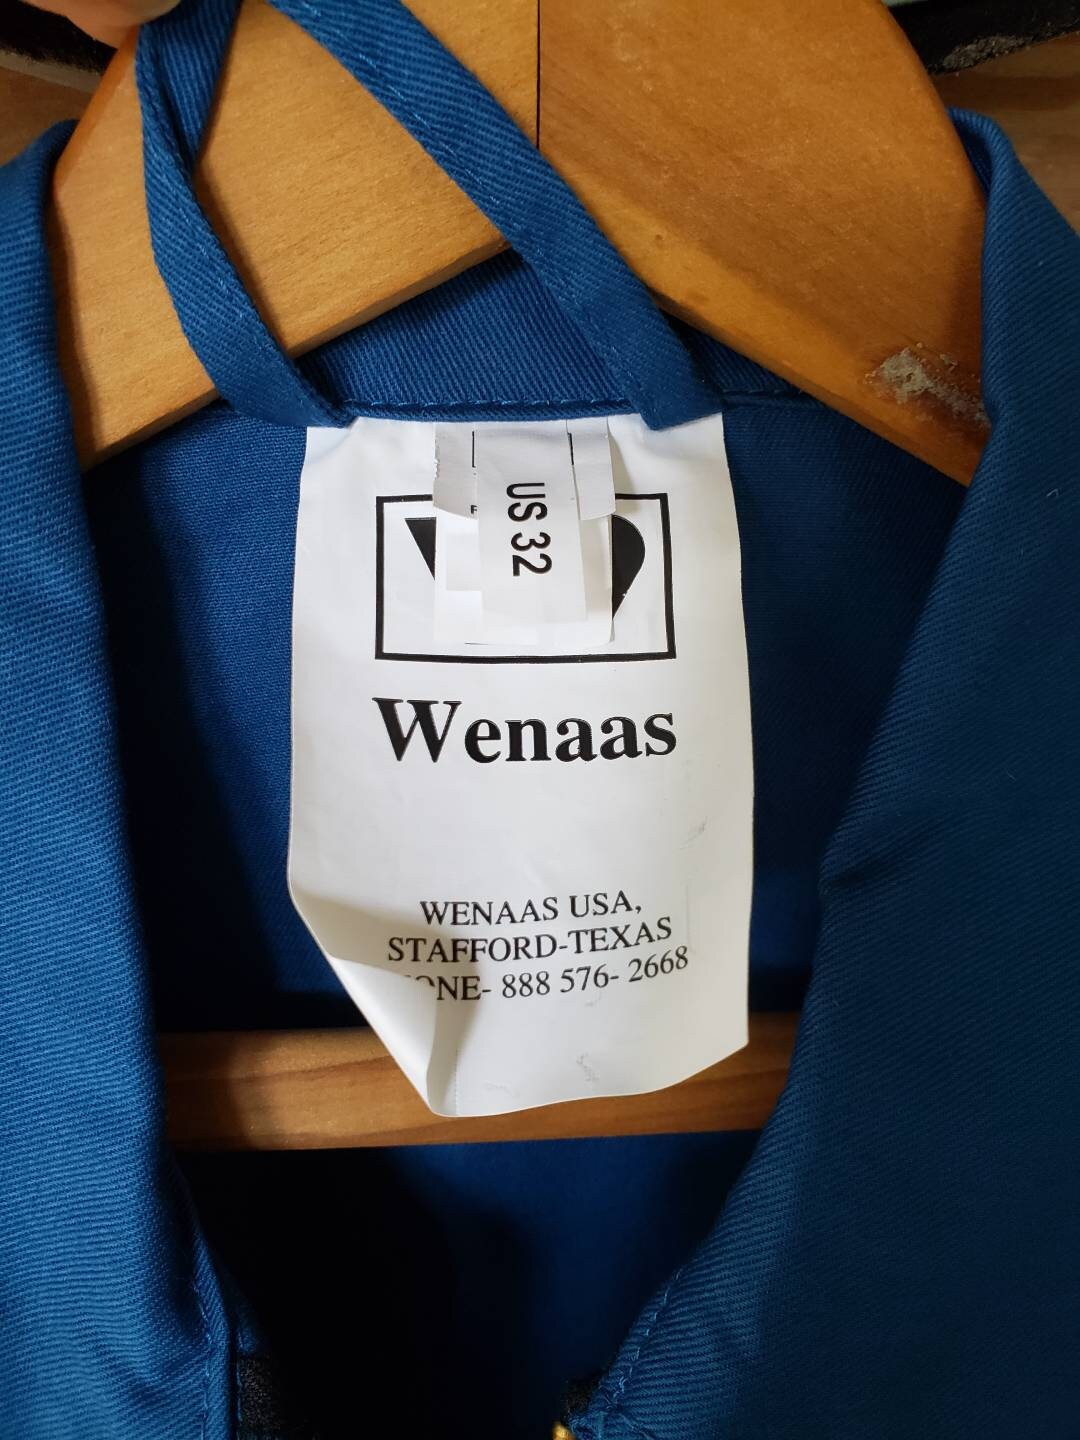 US 32
Wenaas
WENAAS USA,
STAFFORD-TEXAS
888 576- 2668